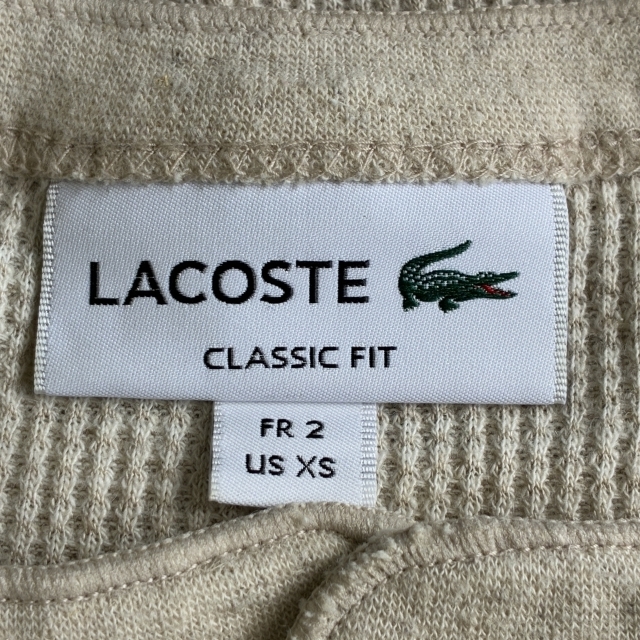 LACOSTE
CLASSIC FIT
FR 2
US XS